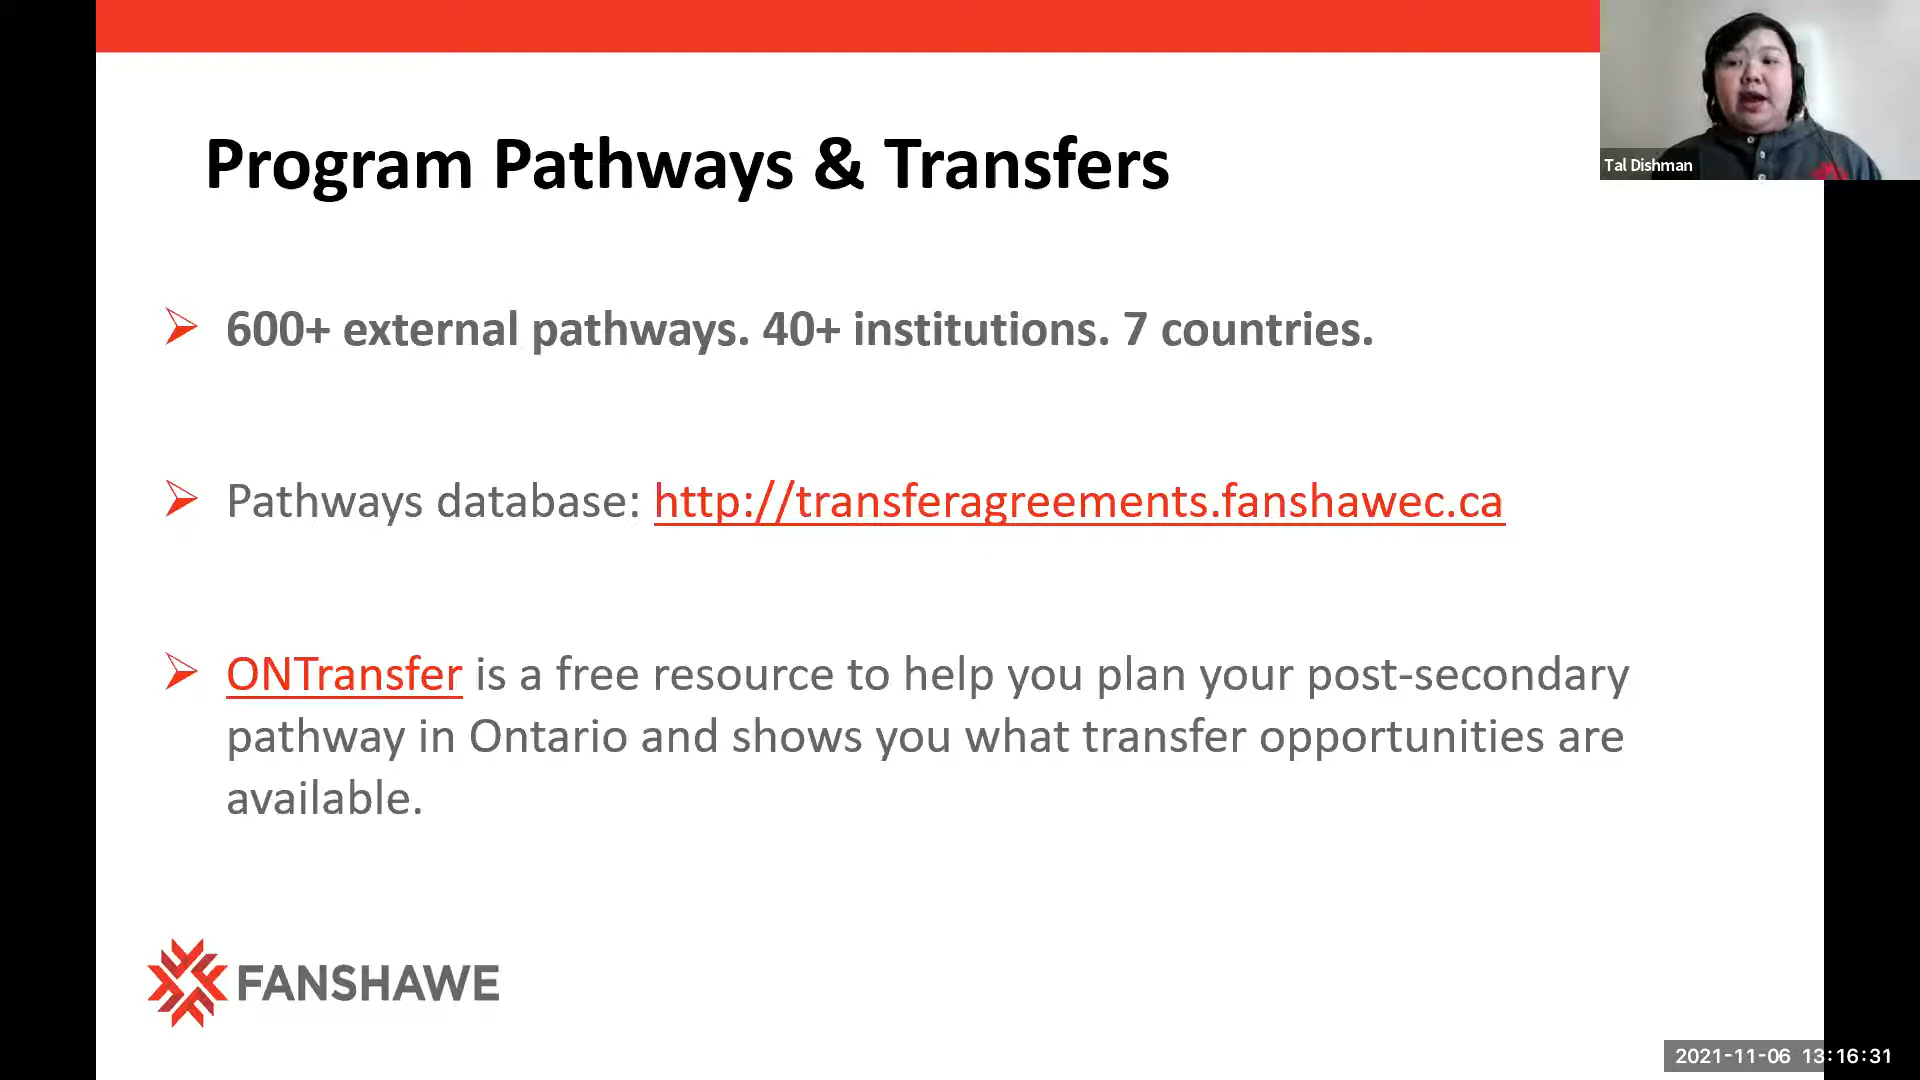 Program Pathways & Transfers
Tal Dishman
600+ external pathways. 40+ institutions. 7 countries.
Pathways database: http://transferagreements.fanshawec.ca
ONTransfer is a free resource to help you plan your post-secondary
pathway in Ontario and shows you what transfer opportunities are
available.
FANSHAWE
2021-11-06 13:16:31